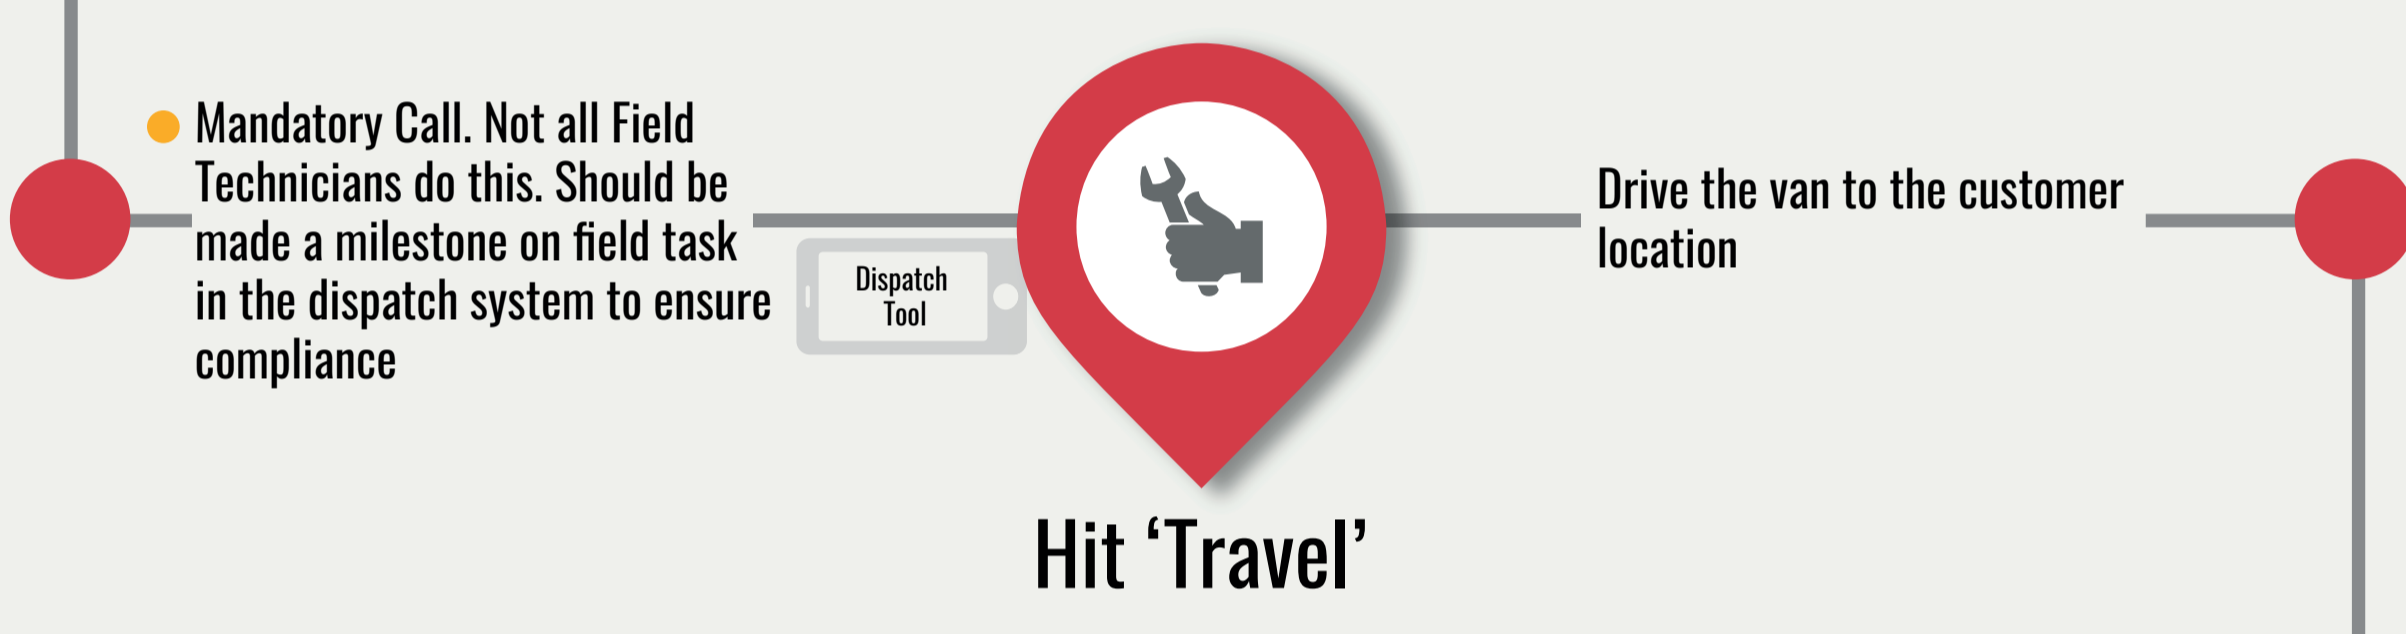 Mandatory Call. Not all Field
Technicians do this. Should be
made a milestone on field task
in the dispatch system to ensure
compliance
Dispatch
Tool
Hit ‘Travel’
Drive the van to the customer
location